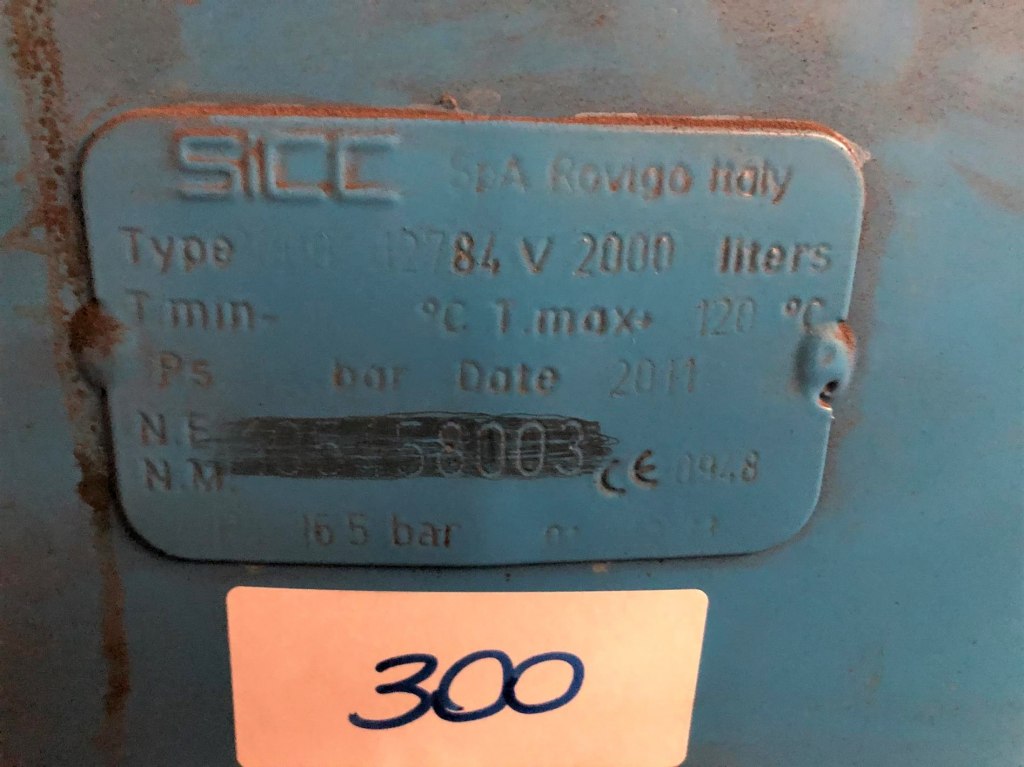 SICC SpA Rovigo Italy
Type 84 V 2000 liters
T.min- °C T.max+ 120 °C
Ps bar Date 2011
N.E 58003
N.M. CE 0948
16 5 bar
300